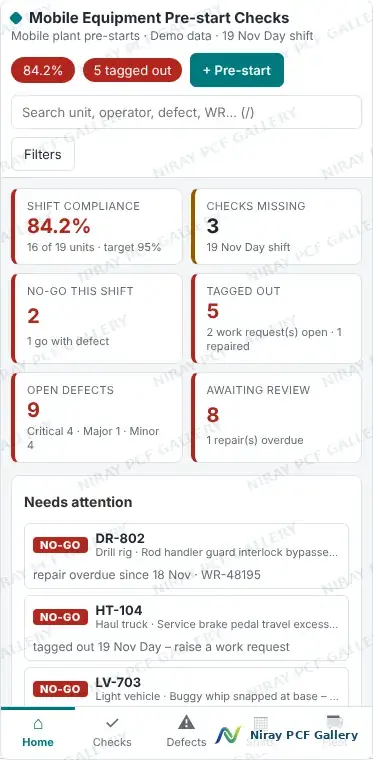 Mobile Equipment Pre-start Checks
Mobile plant pre-starts · Demo data · 19 Nov Day shift
84.2%
5 tagged out
+ Pre-start
Search unit, operator, defect, WR... (/)
Filters
SHIFT COMPLIANCE
84.2%
16 of 19 units · target 95%
CHECKS MISSING
3
19 Nov Day shift
NO-GO THIS SHIFT
2
1 go with defect
TAGGED OUT
5
2 work request(s) open · 1
repaired
OPEN DEFECTS
9
Critical 4 · Major 1 · Minor
4
AWAITING REVIEW
8
1 repair(s) overdue
Needs attention
NO-GO
DR-802
Drill rig · Rod handler guard interlock bypasse...
repair overdue since 18 Nov · WR-48195
NO-GO
HT-104
Haul truck · Service brake pedal travel excess...
tagged out 19 Nov Day – raise a work request
NO-GO
LV-703
Light vehicle · Buggy whip snapped at base – ...
Home
Checks
Defects
Niray PCF Gallery
NIRAY PCF GALLERY